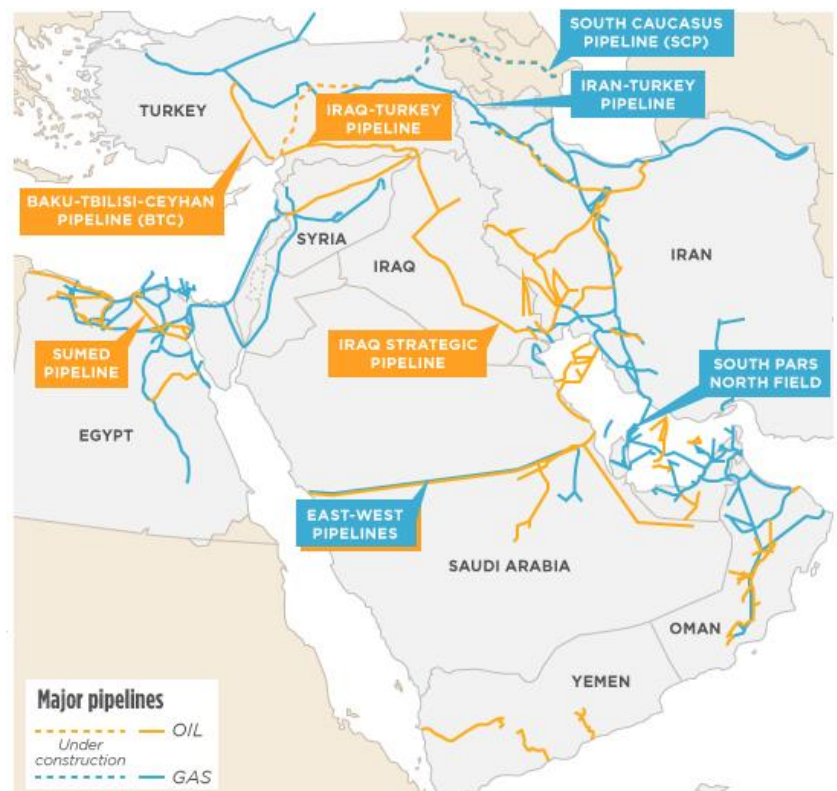 SOUTH CAUCASUS
PIPELINE (SCP)
IRAN-TURKEY
PIPELINE
TURKEY
IRAQ-TURKEY
PIPELINE
BAKU-TBILISI-CEYHAN
PIPELINE (BTC)
SYRIA
IRAQ
IRAN
SUMED
PIPELINE
IRAQ STRATEGIC
PIPELINE
SOUTH PARS
NORTH FIELD
EGYPT
EAST-WEST
PIPELINES
SAUDI ARABIA
OMAN
YEMEN
Major pipelines
OIL
Under
construction
GAS